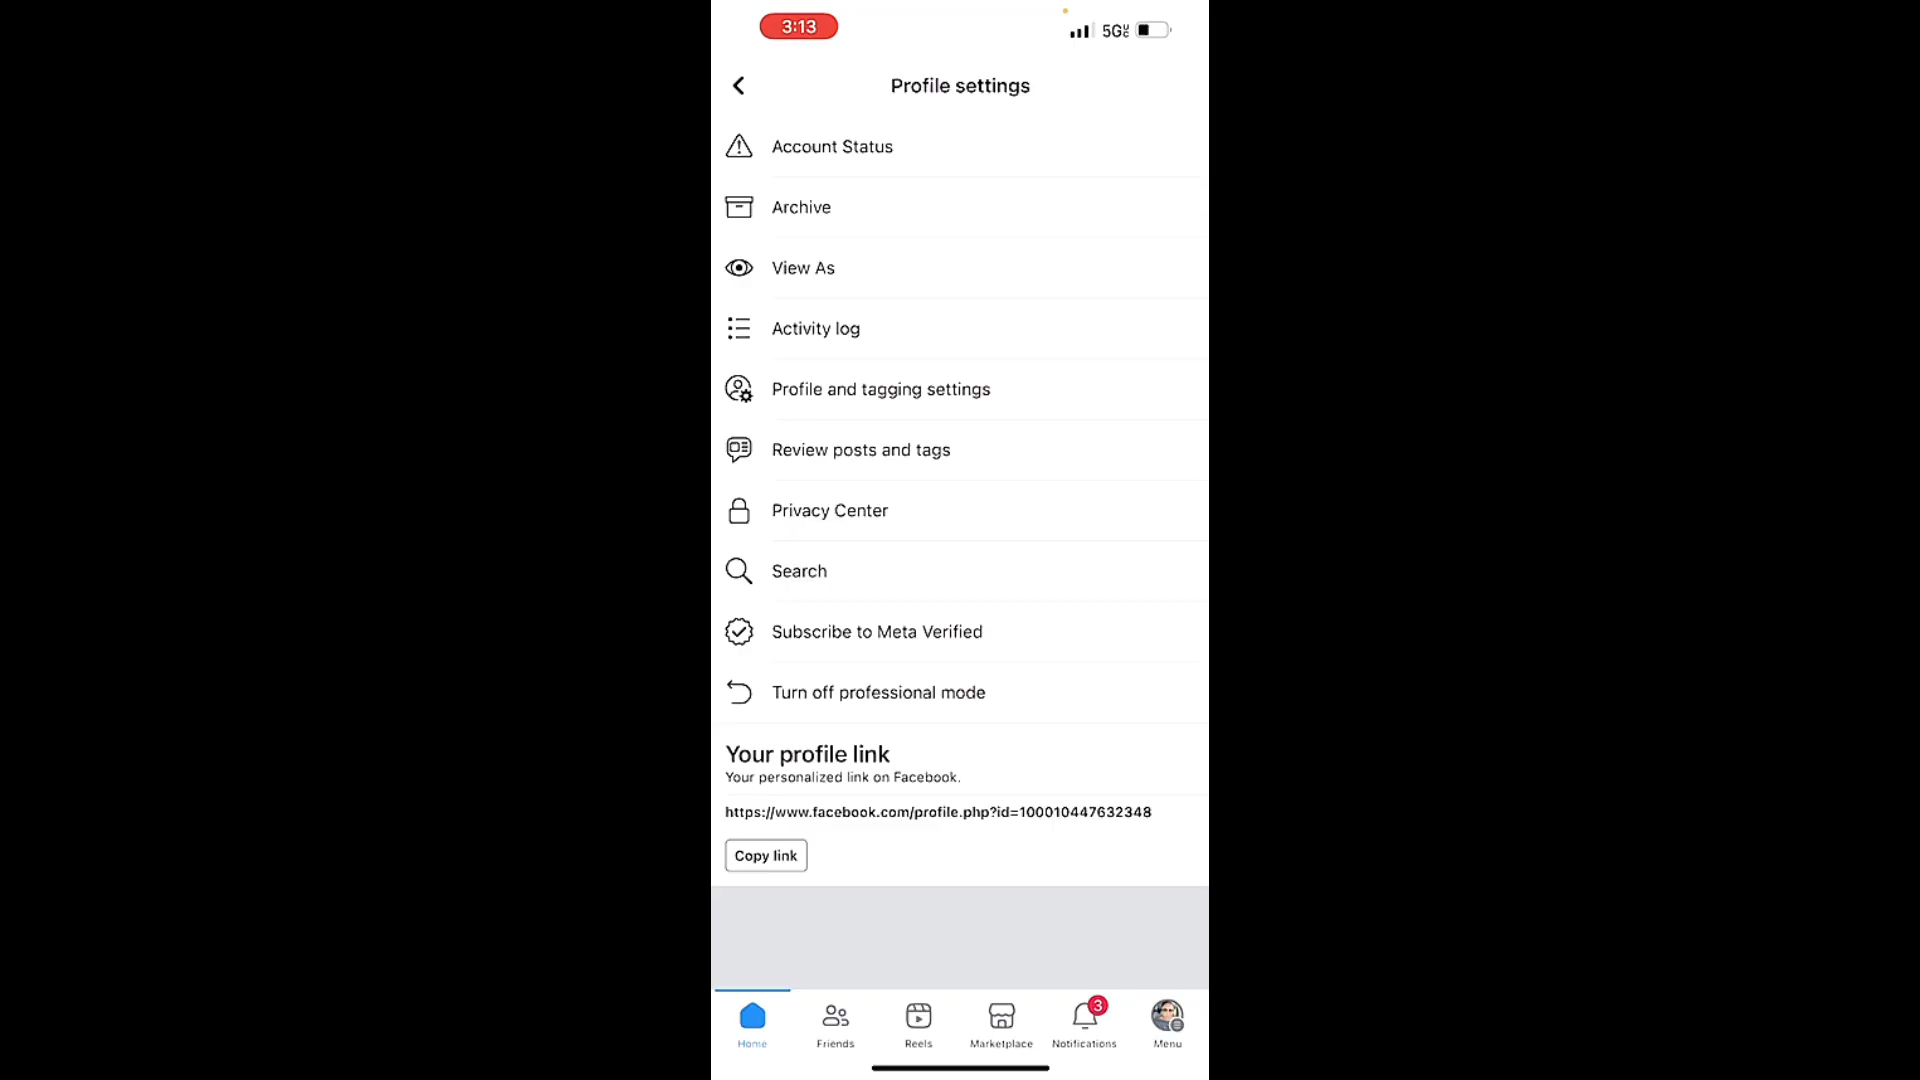 3:13
5G
Profile settings
Account Status
Archive
View As
Activity log
Profile and tagging settings
Review posts and tags
Privacy Center
Search
Subscribe to Meta Verified
Turn off professional mode
Your profile link
Your personalized link on Facebook.
https://www.facebook.com/profile.php?id=100010447632348
Copy link
3
Home
Friends
Reels
Marketplace
Notifications
Menu